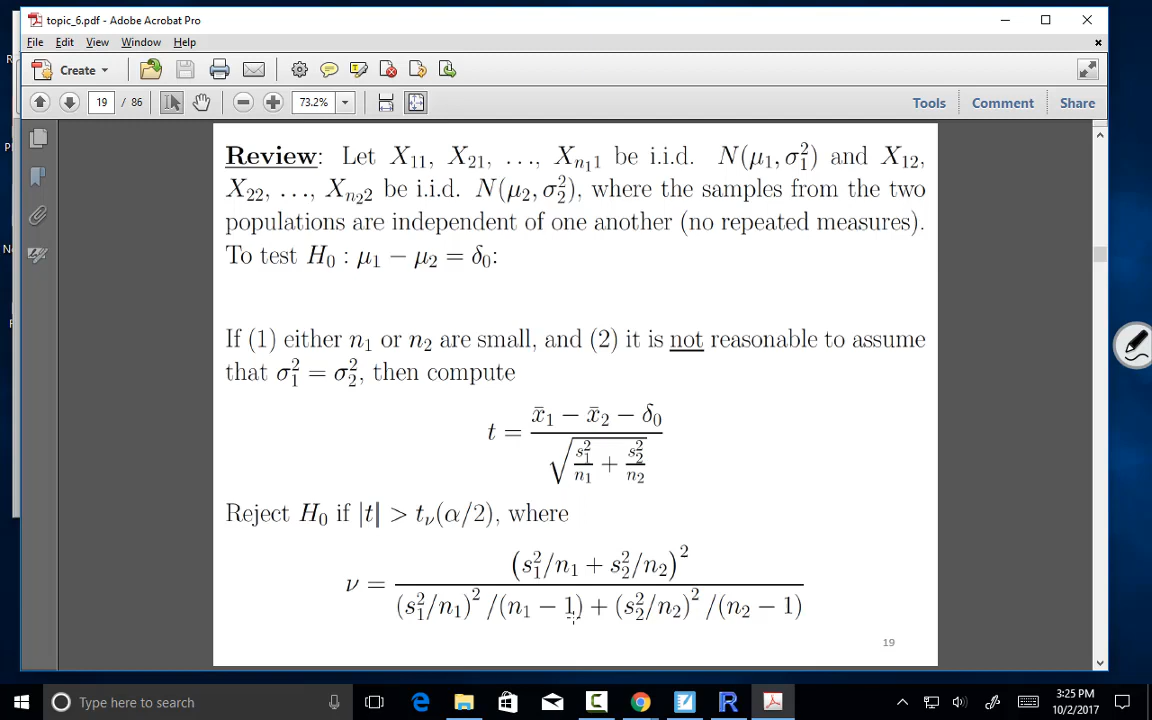 topic_6.pdf - Adobe Acrobat Pro
File Edit View Window Help
Create
19 / 86 73.2% Tools Comment Share
Review: Let X₁₁, X₂₁, …, Xₙ₁1 be i.i.d. N(μ₁, σ₁²) and X₁₂,
X₂₂, …, Xₙ₂2 be i.i.d. N(μ₂, σ₂²), where the samples from the two
populations are independent of one another (no repeated measures).
To test H₀ : μ₁ − μ₂ = δ₀:
If (1) either n₁ or n₂ are small, and (2) it is not reasonable to assume
that σ₁² = σ₂², then compute
t = (x̄₁ − x̄₂ − δ₀) / √(s₁²/n₁ + s₂²/n₂)
Reject H₀ if |t| > tᵥ(α/2), where
ν = (s₁²/n₁ + s₂²/n₂)² / ((s₁²/n₁)² /(n₁ − 1) + (s₂²/n₂)² /(n₂ − 1))
19
Type here to search
3:25 PM
10/2/2017